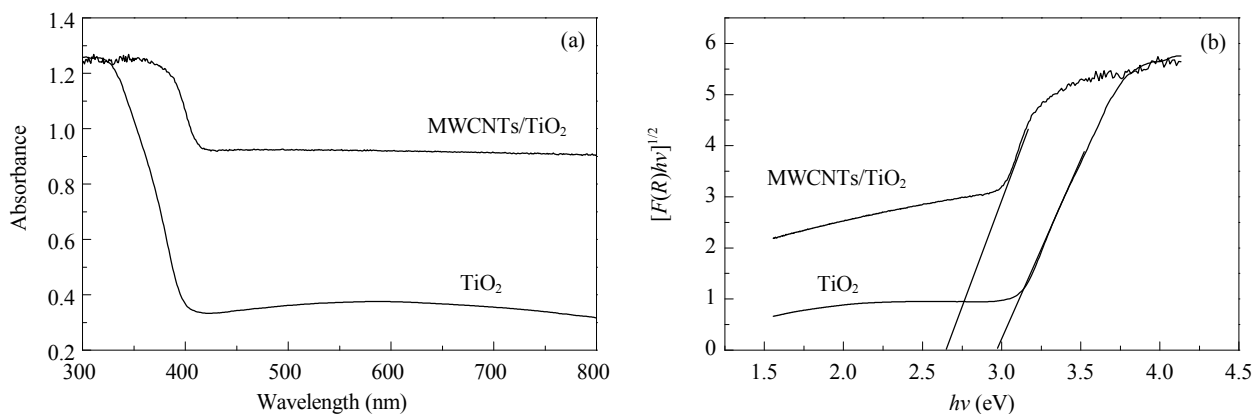 (a)
1.4
1.2
1.0
0.8
0.6
0.4
0.2
Absorbance
MWCNTs/TiO₂
TiO₂
300 400 500 600 700 800
Wavelength (nm)
(b)
6
5
4
3
2
1
0
[F(R)hv]^{1/2}
MWCNTs/TiO₂
TiO₂
1.5 2.0 2.5 3.0 3.5 4.0 4.5
hv (eV)